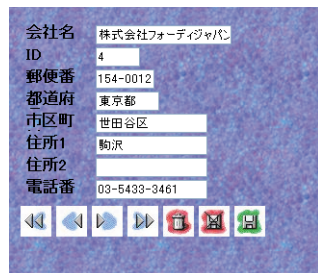 会社名 株式会社フォーディジャパン
ID 4
郵便番 154-0012
都道府 東京都
市区町 世田谷区
住所1 駒沢
住所2
電話番 03-5433-3461